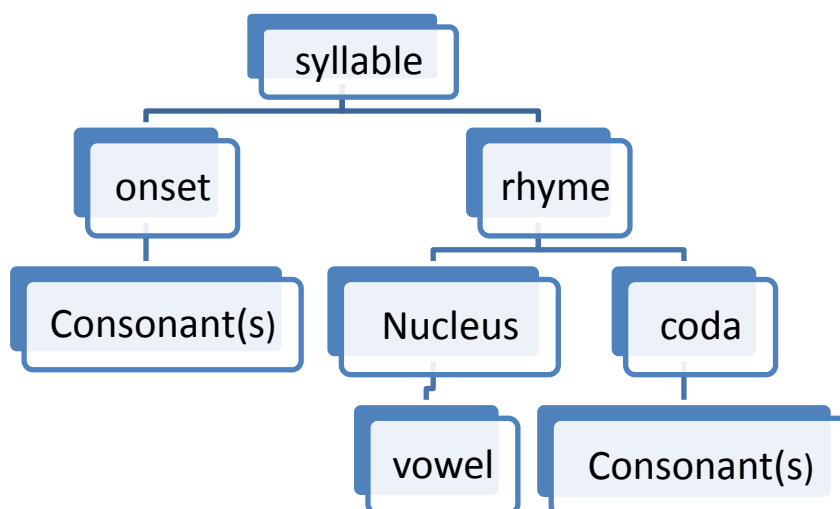 syllable
onset
rhyme
Consonant(s)
Nucleus
coda
vowel
Consonant(s)